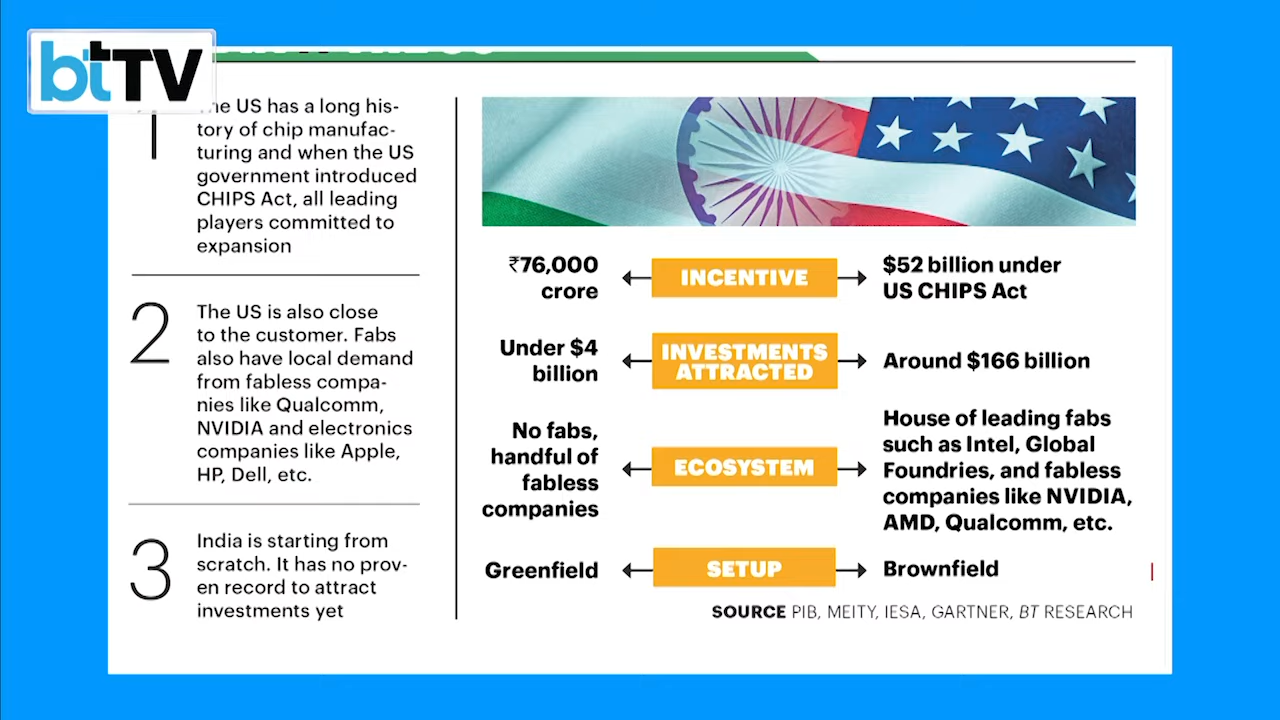 btTV
1
The US has a long his-
tory of chip manufac-
turing and when the US
government introduced
CHIPS Act, all leading
players committed to
expansion
2
The US is also close
to the customer. Fabs
also have local demand
from fabless compa-
nies like Qualcomm,
NVIDIA and electronics
companies like Apple,
HP, Dell, etc.
3
India is starting from
scratch. It has no prov-
en record to attract
investments yet
₹76,000
crore
INCENTIVE
$52 billion under
US CHIPS Act
Under $4
billion
INVESTMENTS
ATTRACTED
Around $166 billion
No fabs,
handful of
fabless
companies
ECOSYSTEM
House of leading fabs
such as Intel, Global
Foundries, and fabless
companies like NVIDIA,
AMD, Qualcomm, etc.
Greenfield
SETUP
Brownfield
SOURCE PIB, MEITY, IESA, GARTNER, BT RESEARCH